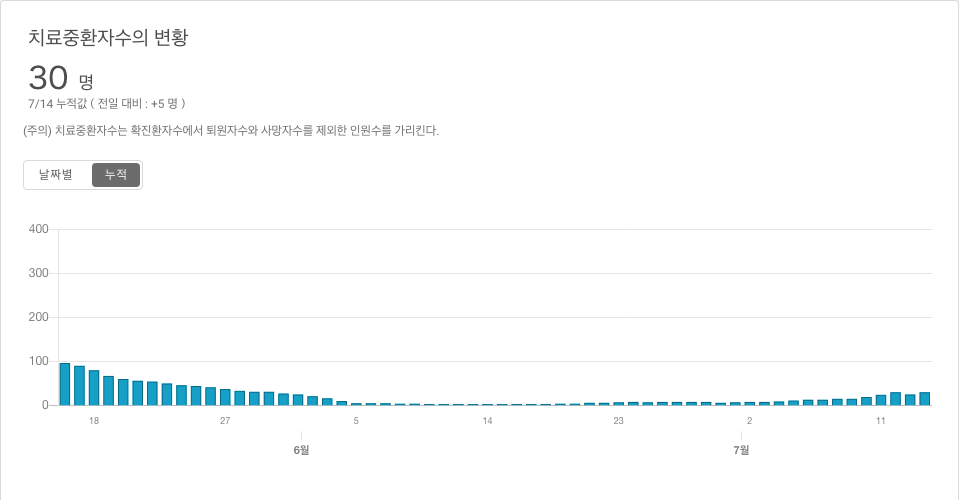 치료중환자수의 변황
30 명
7/14 누적값 ( 전일 대비 : +5 명 )
(주의) 치료중환자수는 확진환자수에서 퇴원자수와 사망자수를 제외한 인원수를 가리킨다.
날짜별 누적
400
300
200
100
0
18 27 5 14 23 2 11
6월 7월